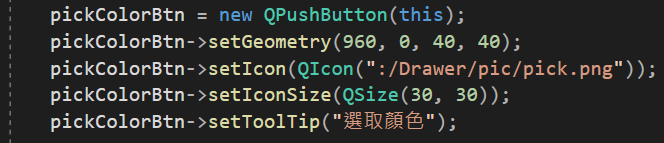 pickColorBtn = new QPushButton(this);
pickColorBtn->setGeometry(960, 0, 40, 40);
pickColorBtn->setIcon(QIcon(":/Drawer/pic/pick.png"));
pickColorBtn->setIconSize(QSize(30, 30));
pickColorBtn->setToolTip("選取顏色");